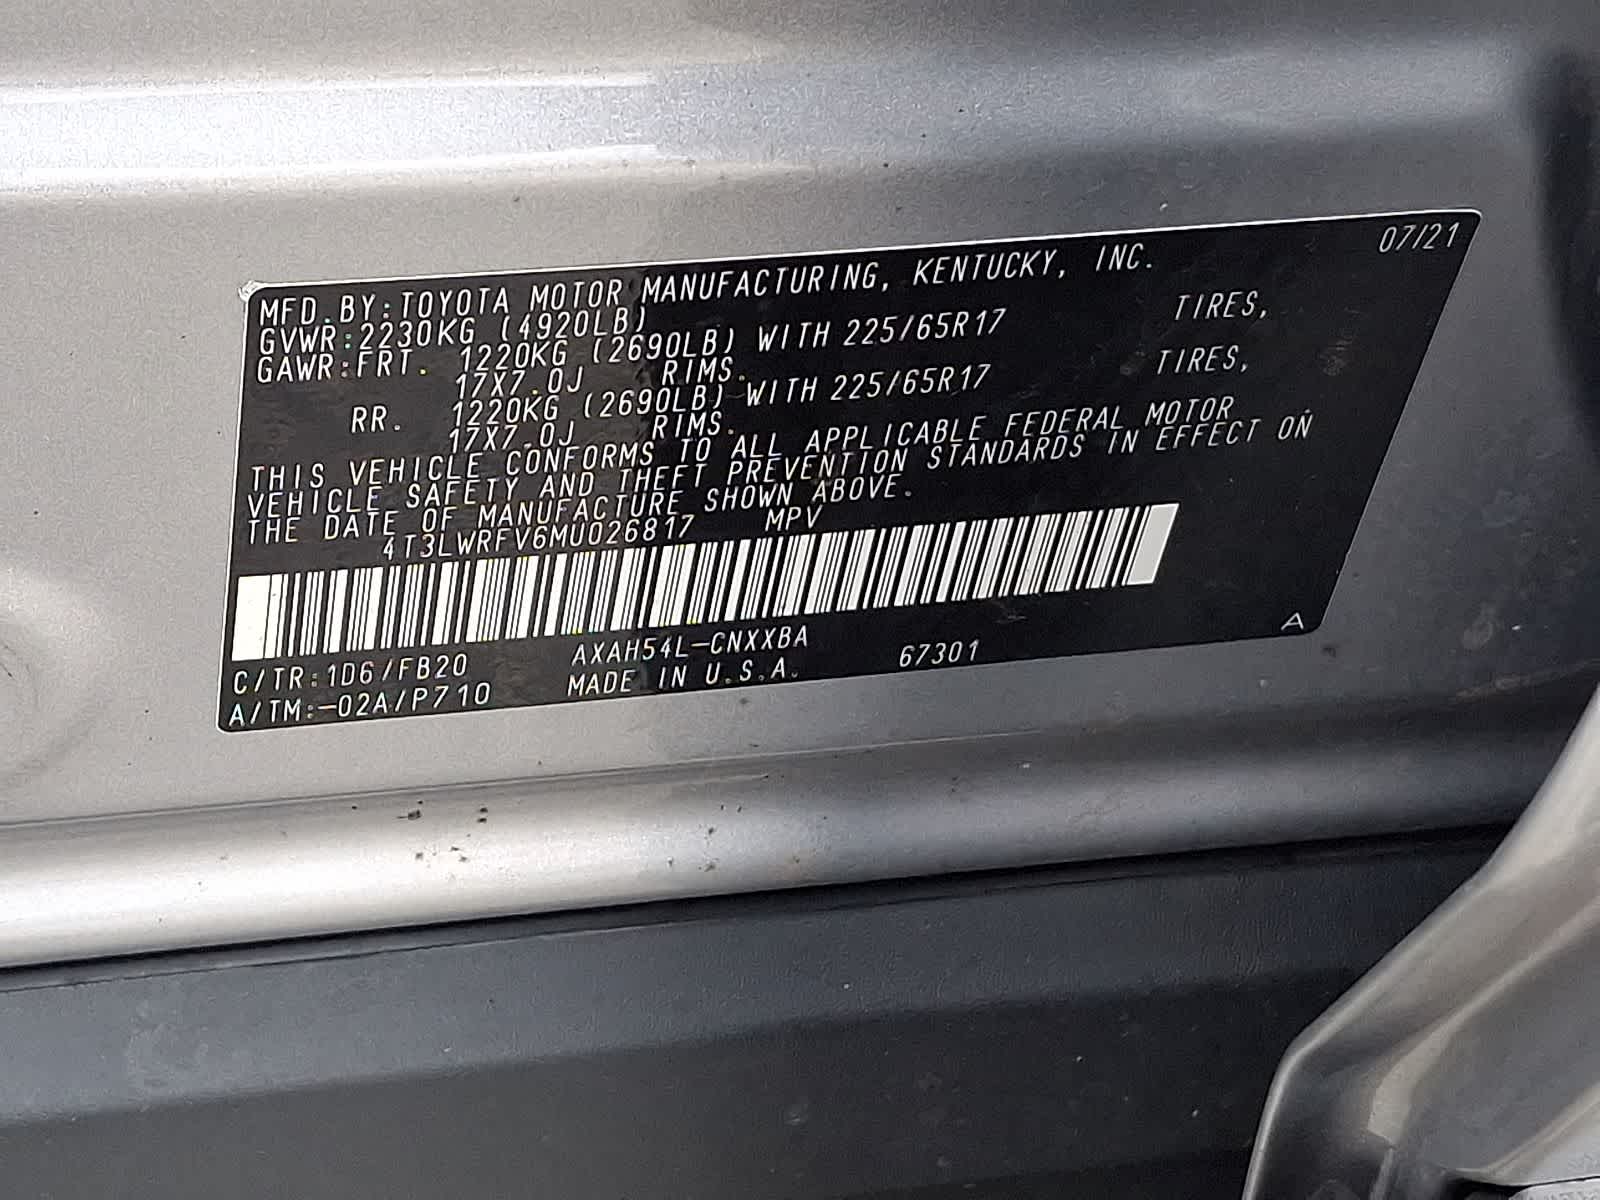 07/21
MFD.BY:TOYOTA MOTOR MANUFACTURING, KENTUCKY, INC.
GVWR:2230KG (4920LB)
GAWR:FRT. 1220KG (2690LB) WITH 225/65R17 TIRES,
17X7.0J RIMS.
RR. 1220KG (2690LB) WITH 225/65R17 TIRES,
17X7.0J RIMS.
THIS VEHICLE CONFORMS TO ALL APPLICABLE FEDERAL MOTOR
VEHICLE SAFETY AND THEFT PREVENTION STANDARDS IN EFFECT ON
THE DATE OF MANUFACTURE SHOWN ABOVE.
4T3LWRFV6MU026817 MPV
C/TR:1D6/FB20 AXAH54L-CNXXBA 67301 A
A/TM:-02A/P710 MADE IN U.S.A.